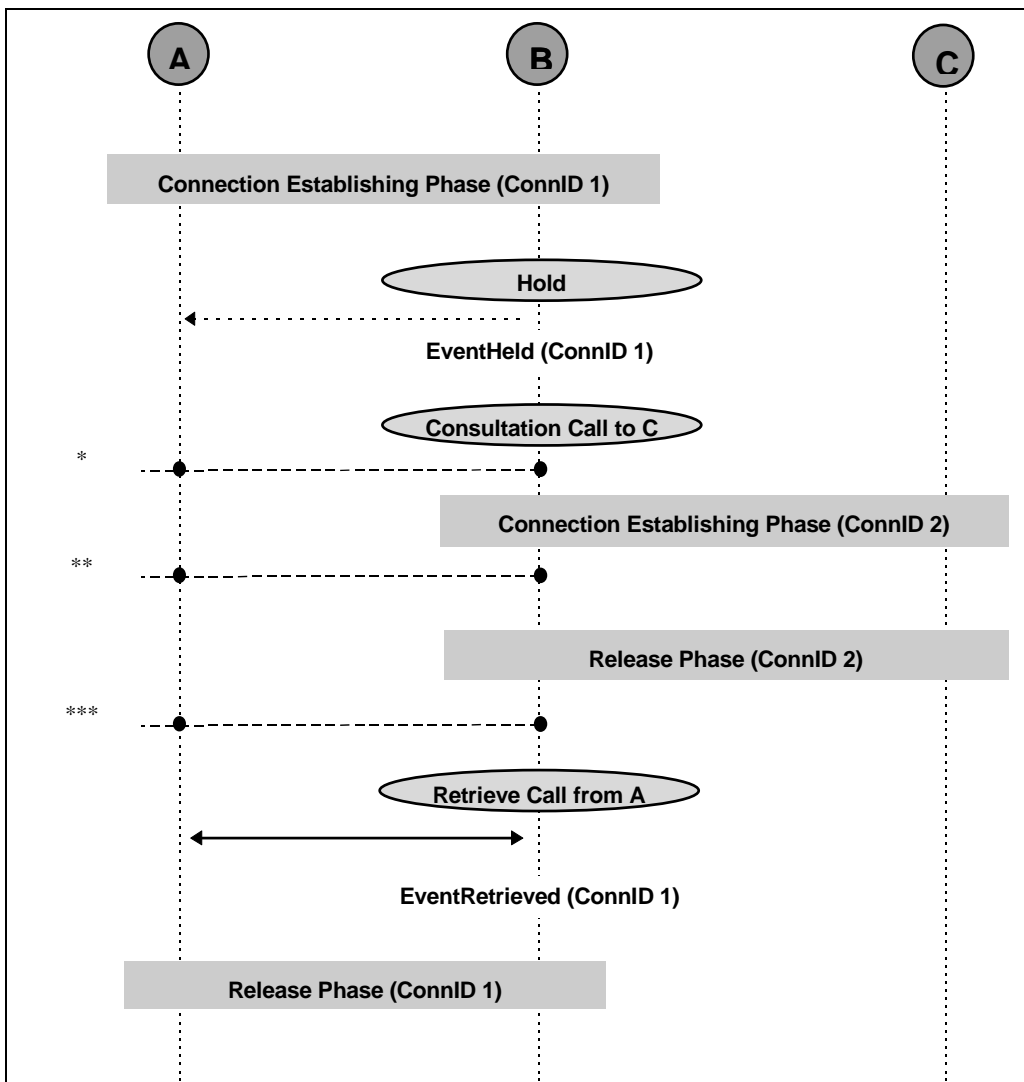 A
B
C
Connection Establishing Phase (ConnID 1)
Hold
EventHeld (ConnID 1)
Consultation Call to C
*
Connection Establishing Phase (ConnID 2)
**
Release Phase (ConnID 2)
***
Retrieve Call from A
EventRetrieved (ConnID 1)
Release Phase (ConnID 1)